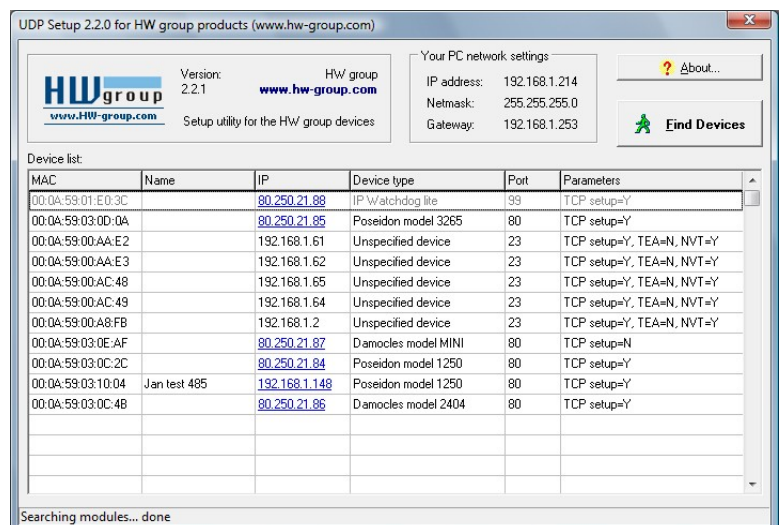 UDP Setup 2.2.0 for HW group products (www.hw-group.com)
HW group
www.HW-group.com
Version: HW group
2.2.1 www.hw-group.com
Setup utility for the HW group devices
Your PC network settings
IP address: 192.168.1.214
Netmask: 255.255.255.0
Gateway: 192.168.1.253
? About...
Find Devices
Device list:
MAC Name IP Device type Port Parameters
00:0A:59:01:E0:3C 80.250.21.88 IP Watchdog lite 99 TCP setup=Y
00:0A:59:03:0D:0A 80.250.21.85 Poseidon model 3265 80 TCP setup=Y
00:0A:59:00:AA:E2 192.168.1.61 Unspecified device 23 TCP setup=Y, TEA=N, NVT=Y
00:0A:59:00:AA:E3 192.168.1.62 Unspecified device 23 TCP setup=Y, TEA=N, NVT=Y
00:0A:59:00:AC:48 192.168.1.65 Unspecified device 23 TCP setup=Y, TEA=N, NVT=Y
00:0A:59:00:AC:49 192.168.1.64 Unspecified device 23 TCP setup=Y, TEA=N, NVT=Y
00:0A:59:00:A8:FB 192.168.1.2 Unspecified device 23 TCP setup=Y, TEA=N, NVT=Y
00:0A:59:03:0E:AF 80.250.21.87 Damocles model MINI 80 TCP setup=N
00:0A:59:03:0C:2C 80.250.21.84 Poseidon model 1250 80 TCP setup=Y
00:0A:59:03:10:04 Jan test 485 192.168.1.148 Poseidon model 1250 80 TCP setup=Y
00:0A:59:03:0C:4B 80.250.21.86 Damocles model 2404 80 TCP setup=Y
Searching modules... done